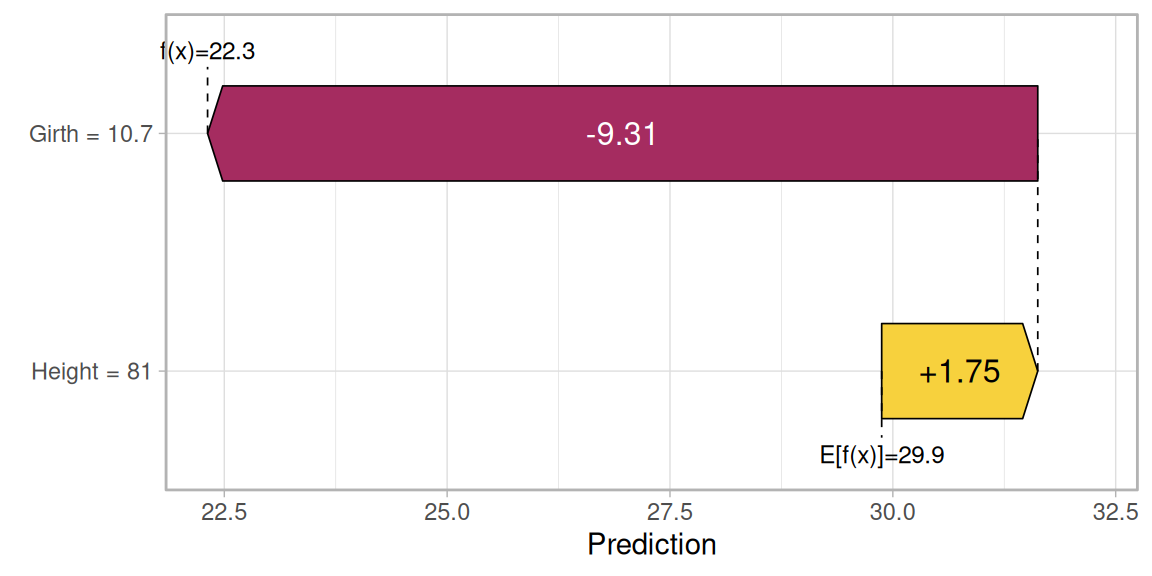 f(x)=22.3
Girth = 10.7
-9.31
Height = 81
+1.75
E[f(x)]=29.9
22.5 25.0 27.5 30.0 32.5
Prediction